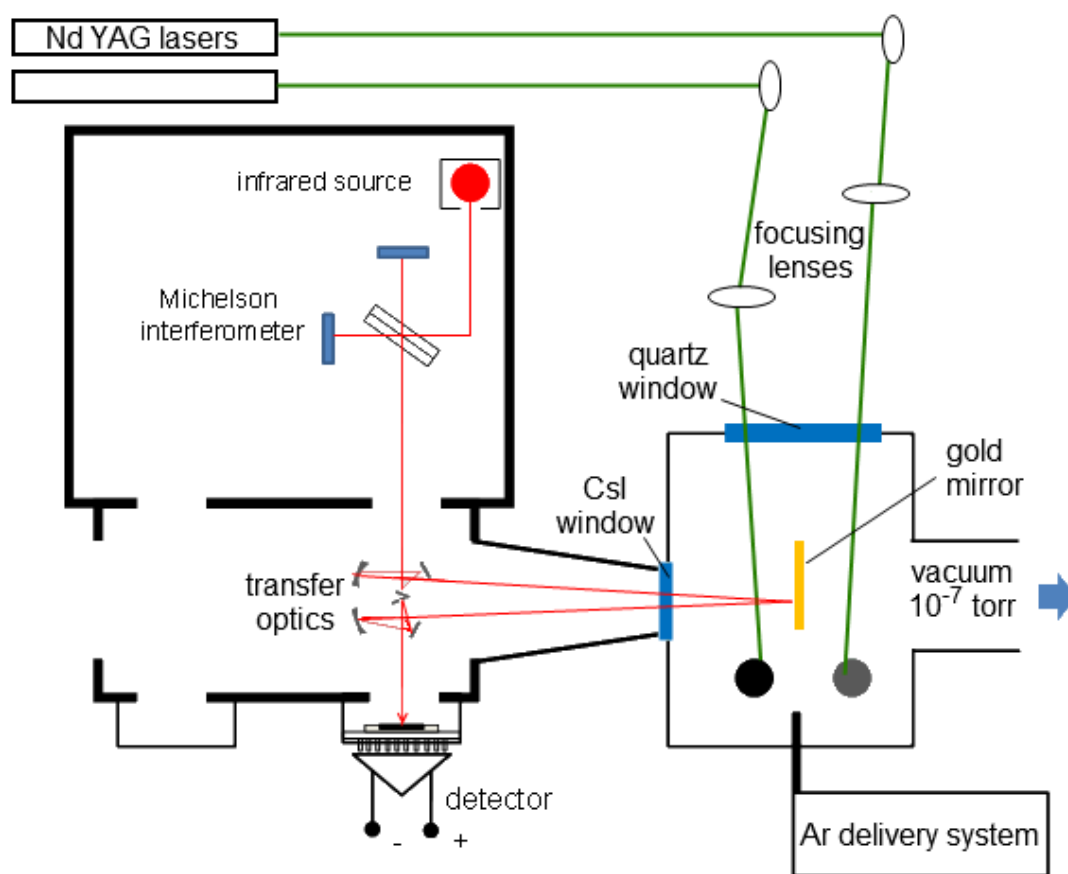 Nd YAG lasers
infrared source
focusing
lenses
Michelson
interferometer
quartz
window
gold
mirror
CsI
window
transfer
optics
vacuum
10⁻⁷ torr
detector
- +
Ar delivery system